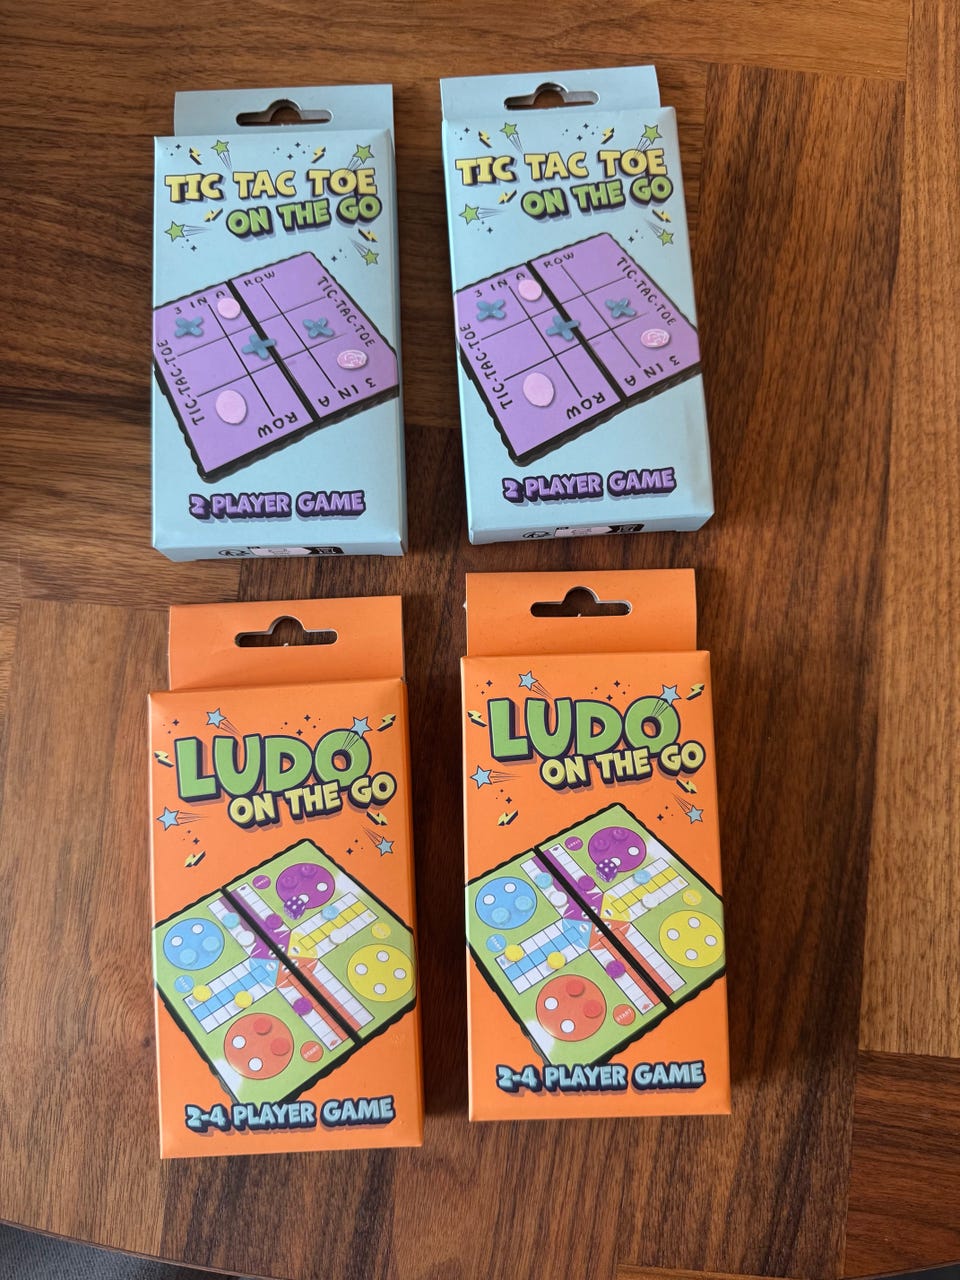 TIC TAC TOE
ON THE GO
3 IN A ROW
TIC-TAC-TOE
TIC-TAC-TOE
3 IN A ROW
2 PLAYER GAME
TIC TAC TOE
ON THE GO
3 IN A ROW
TIC-TAC-TOE
TIC-TAC-TOE
3 IN A ROW
2 PLAYER GAME
LUDO
ON THE GO
START
2-4 PLAYER GAME
LUDO
ON THE GO
START
2-4 PLAYER GAME